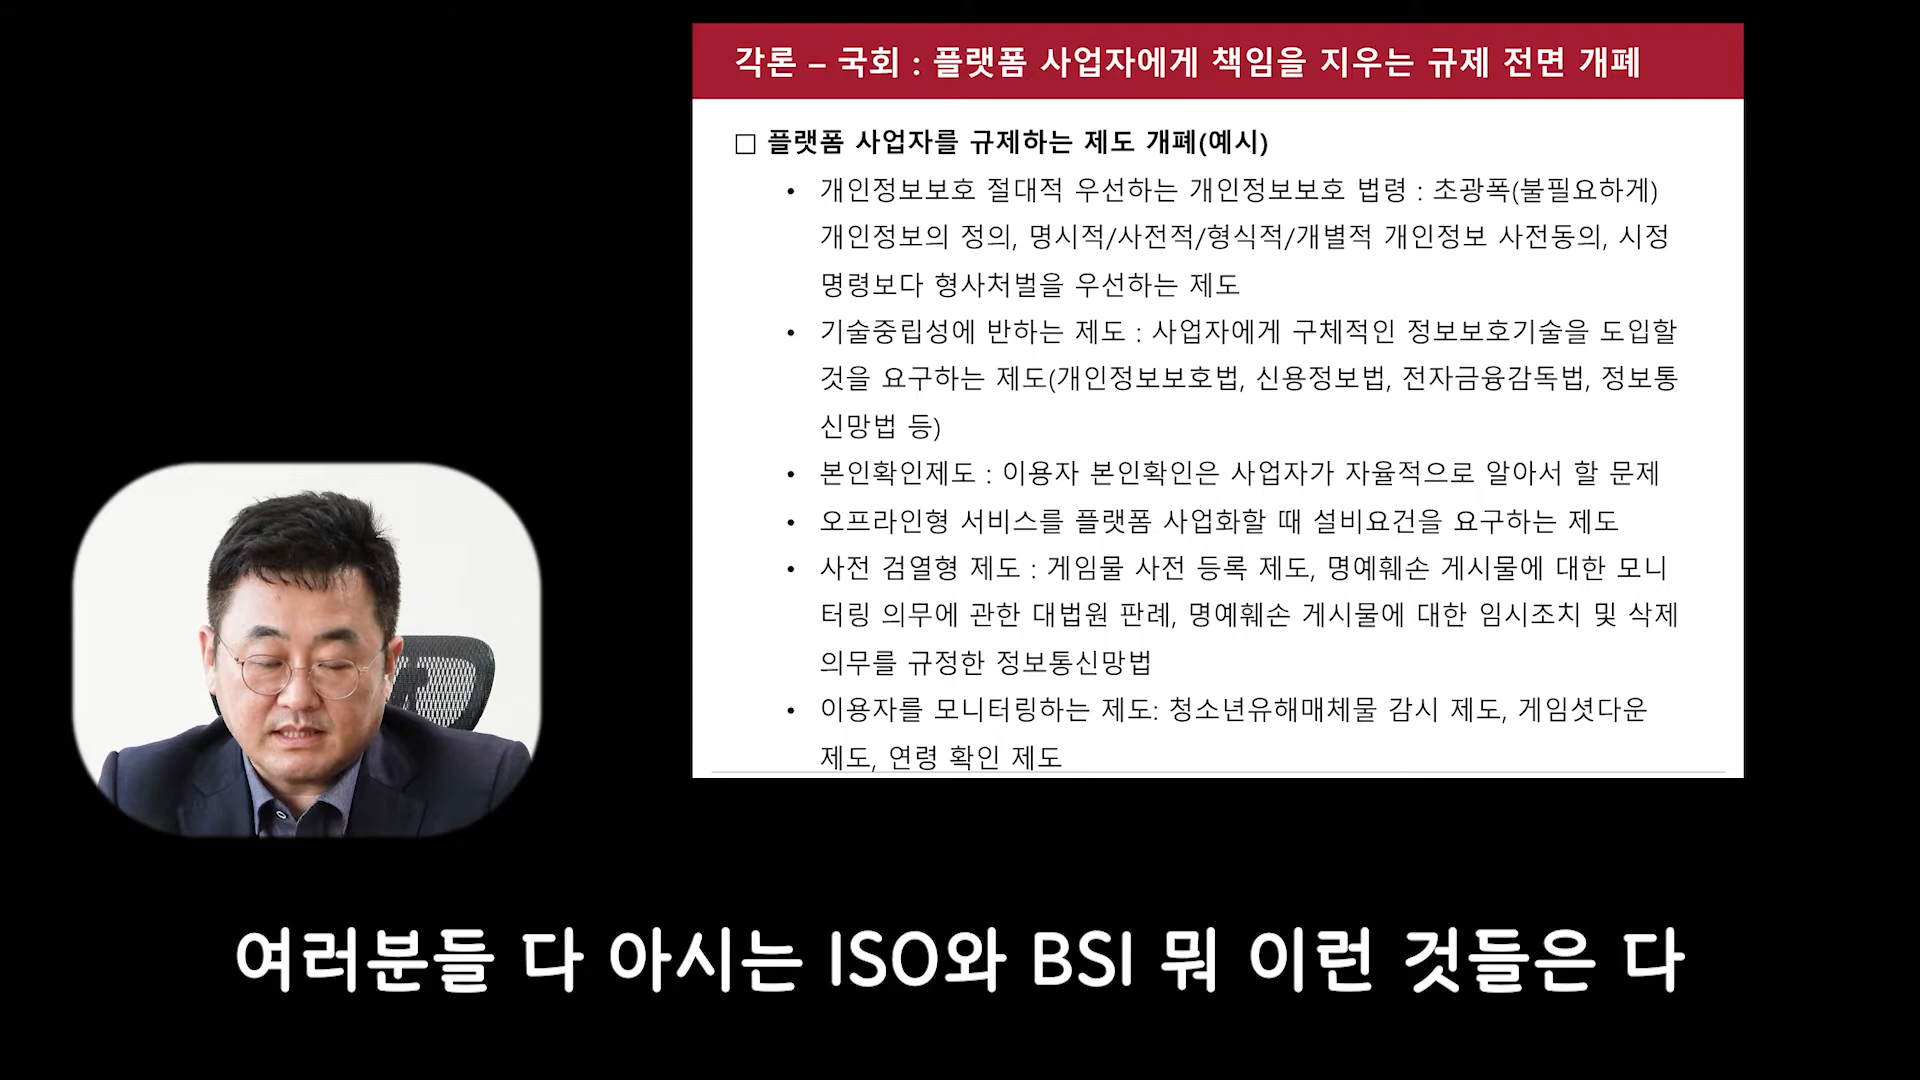 각론 – 국회 : 플랫폼 사업자에게 책임을 지우는 규제 전면 개폐
□ 플랫폼 사업자를 규제하는 제도 개폐(예시)
• 개인정보보호 절대적 우선하는 개인정보보호 법령 : 초광폭(불필요하게)
개인정보의 정의, 명시적/사전적/형식적/개별적 개인정보 사전동의, 시정
명령보다 형사처벌을 우선하는 제도
• 기술중립성에 반하는 제도 : 사업자에게 구체적인 정보보호기술을 도입할
것을 요구하는 제도(개인정보보호법, 신용정보법, 전자금융감독법, 정보통
신망법 등)
• 본인확인제도 : 이용자 본인확인은 사업자가 자율적으로 알아서 할 문제
• 오프라인형 서비스를 플랫폼 사업화할 때 설비요건을 요구하는 제도
• 사전 검열형 제도 : 게임물 사전 등록 제도, 명예훼손 게시물에 대한 모니
터링 의무에 관한 대법원 판례, 명예훼손 게시물에 대한 임시조치 및 삭제
의무를 규정한 정보통신망법
• 이용자를 모니터링하는 제도: 청소년유해매체물 감시 제도, 게임셧다운
제도, 연령 확인 제도
여러분들 다 아시는 ISO와 BSI 뭐 이런 것들은 다